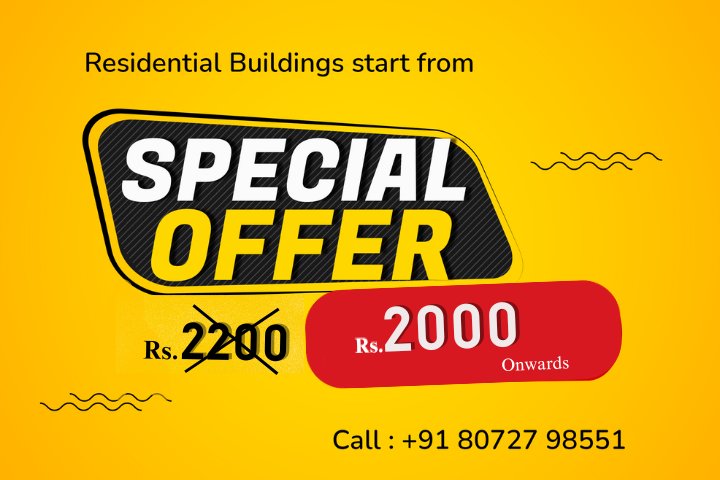 Residential Buildings start from
SPECIAL
OFFER
Rs.2200
Rs.2000
Onwards
Call : +91 80727 98551